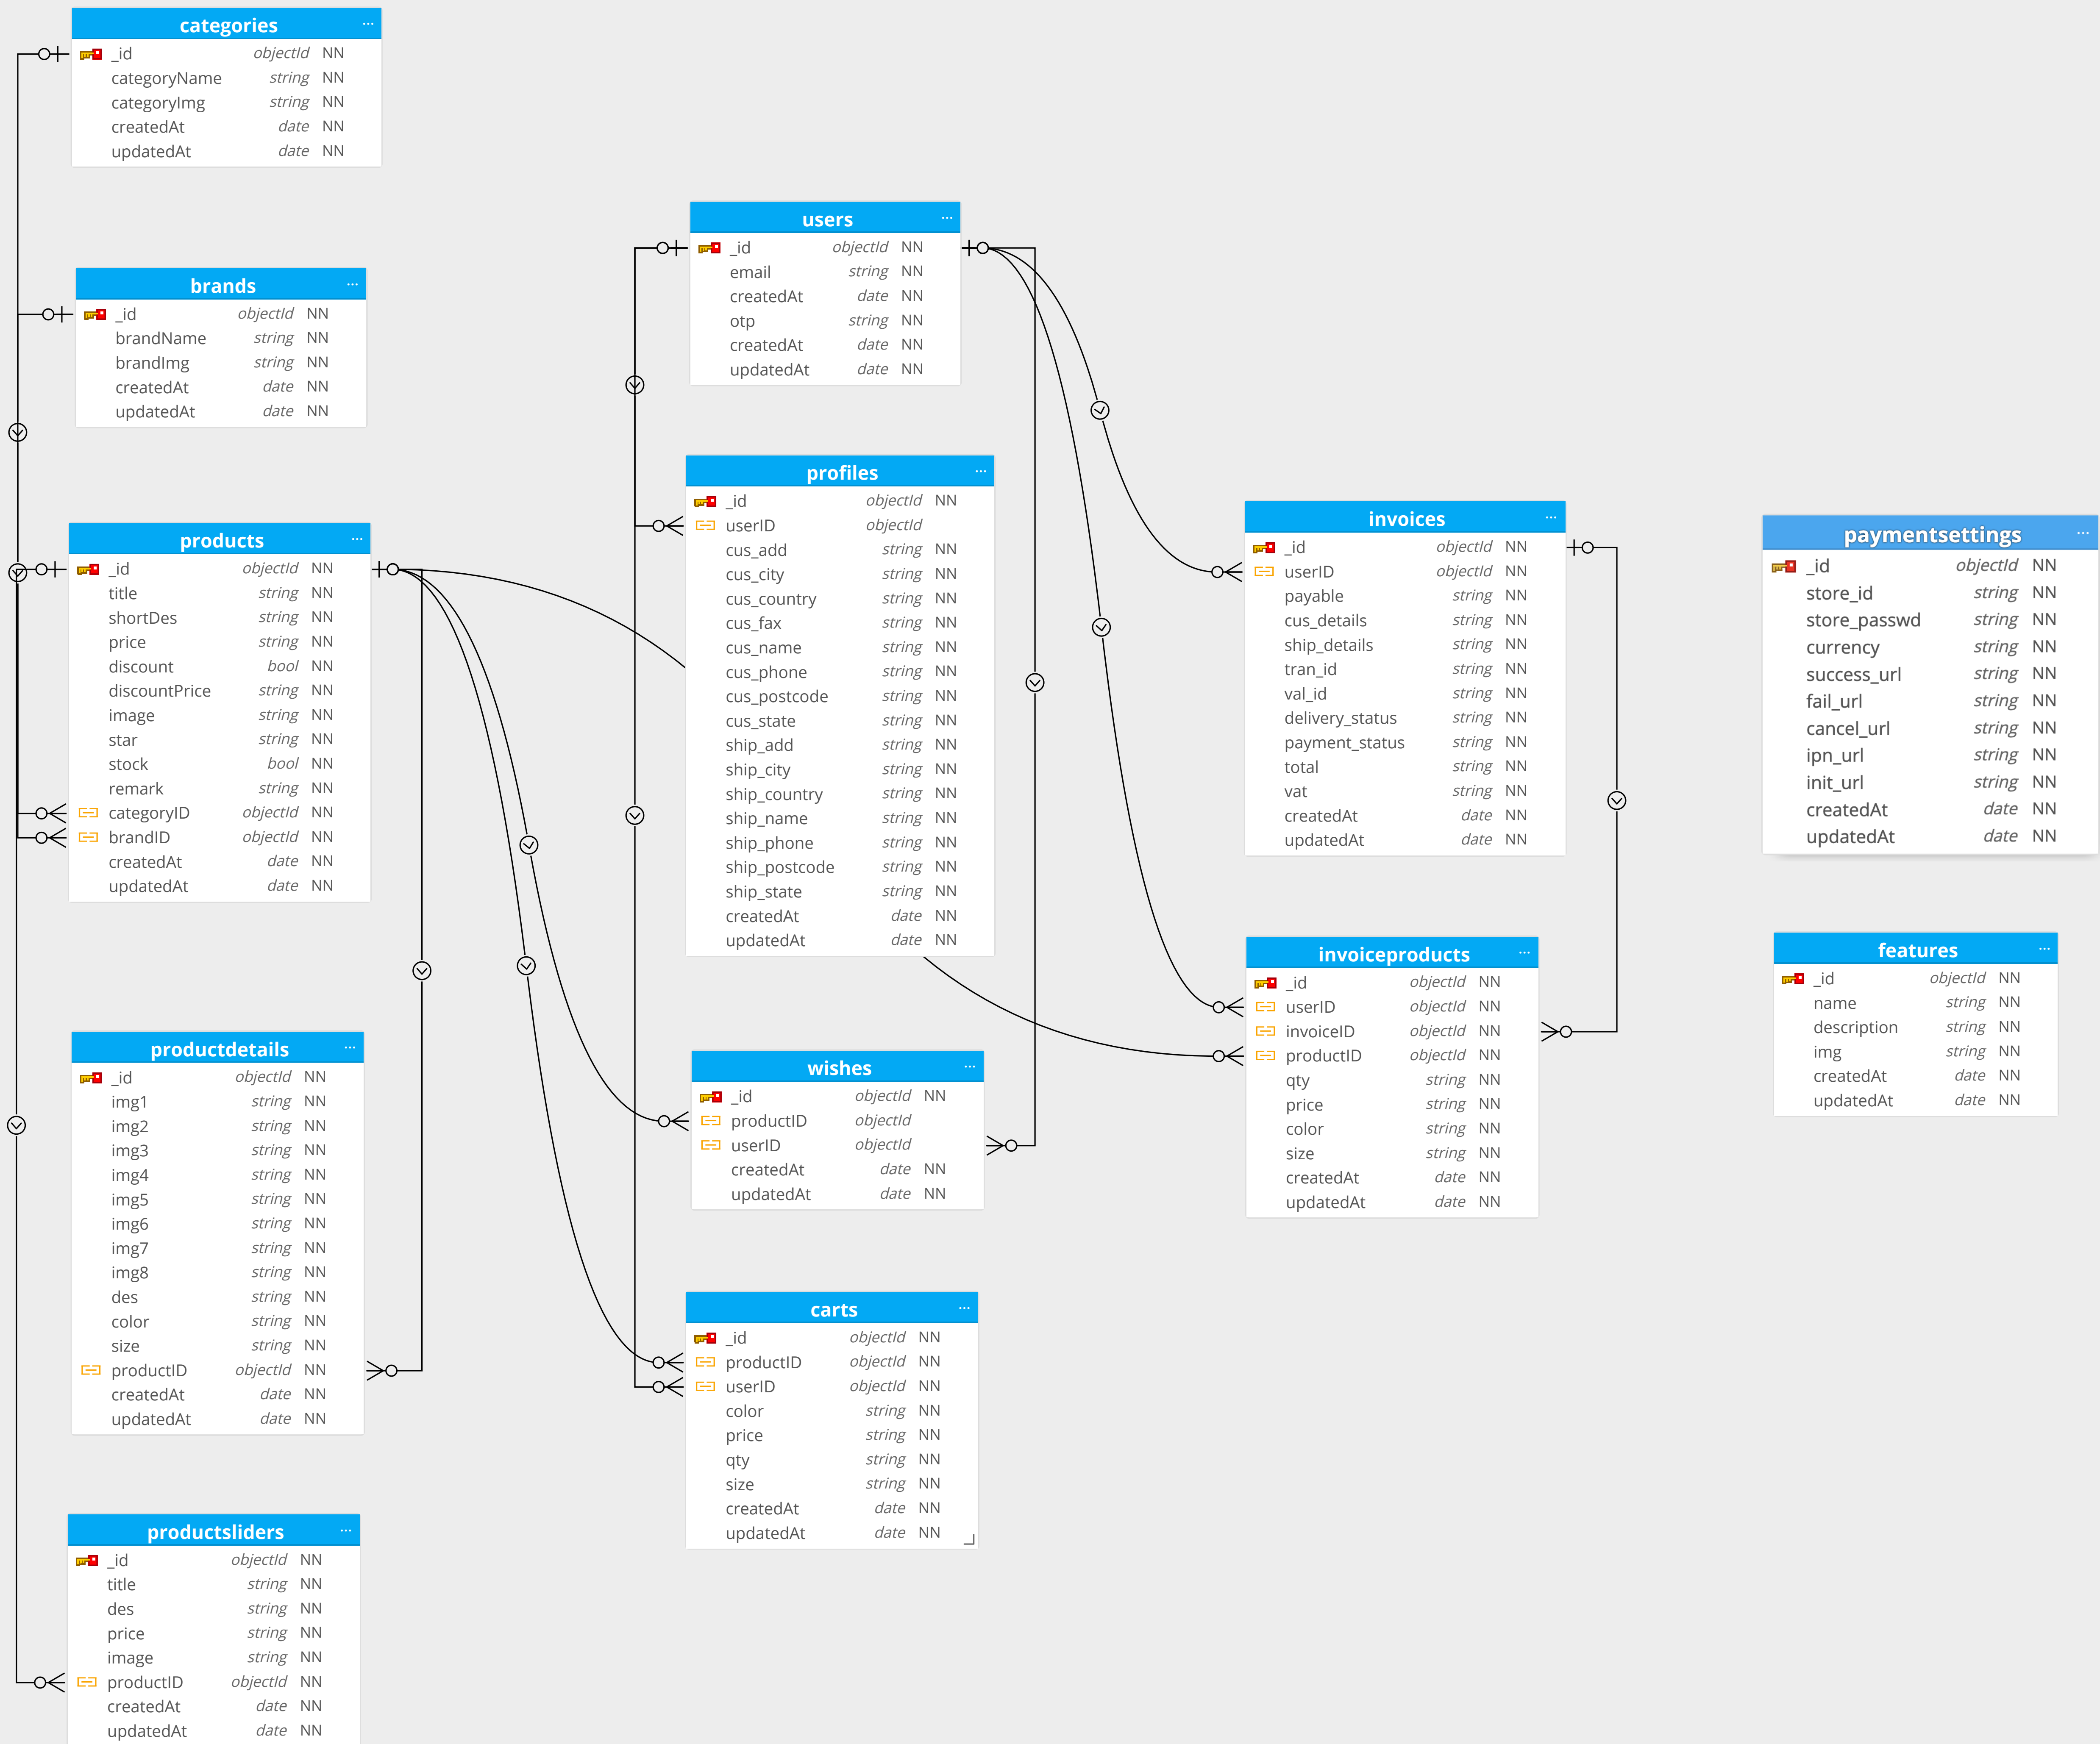 categories ...
_id objectId NN
categoryName string NN
categoryImg string NN
createdAt date NN
updatedAt date NN
brands ...
_id objectId NN
brandName string NN
brandImg string NN
createdAt date NN
updatedAt date NN
products ...
_id objectId NN
title string NN
shortDes string NN
price string NN
discount bool NN
discountPrice string NN
image string NN
star string NN
stock bool NN
remark string NN
categoryID objectId NN
brandID objectId NN
createdAt date NN
updatedAt date NN
productdetails ...
_id objectId NN
img1 string NN
img2 string NN
img3 string NN
img4 string NN
img5 string NN
img6 string NN
img7 string NN
img8 string NN
des string NN
color string NN
size string NN
productID objectId NN
createdAt date NN
updatedAt date NN
productsliders ...
_id objectId NN
title string NN
des string NN
price string NN
image string NN
productID objectId NN
createdAt date NN
updatedAt date NN
users ...
_id objectId NN
email string NN
createdAt date NN
otp string NN
createdAt date NN
updatedAt date NN
profiles ...
_id objectId NN
userID objectId
cus_add string NN
cus_city string NN
cus_country string NN
cus_fax string NN
cus_name string NN
cus_phone string NN
cus_postcode string NN
cus_state string NN
ship_add string NN
ship_city string NN
ship_country string NN
ship_name string NN
ship_phone string NN
ship_postcode string NN
ship_state string NN
createdAt date NN
updatedAt date NN
wishes ...
_id objectId NN
productID objectId
userID objectId
createdAt date NN
updatedAt date NN
carts ...
_id objectId NN
productID objectId NN
userID objectId NN
color string NN
price string NN
qty string NN
size string NN
createdAt date NN
updatedAt date NN
invoices ...
_id objectId NN
userID objectId NN
payable string NN
cus_details string NN
ship_details string NN
tran_id string NN
val_id string NN
delivery_status string NN
payment_status string NN
total string NN
vat string NN
createdAt date NN
updatedAt date NN
invoiceproducts ...
_id objectId NN
userID objectId NN
invoiceID objectId NN
productID objectId NN
qty string NN
price string NN
color string NN
size string NN
createdAt date NN
updatedAt date NN
paymentsettings ...
_id objectId NN
store_id string NN
store_passwd string NN
currency string NN
success_url string NN
fail_url string NN
cancel_url string NN
ipn_url string NN
init_url string NN
createdAt date NN
updatedAt date NN
features ...
_id objectId NN
name string NN
description string NN
img string NN
createdAt date NN
updatedAt date NN